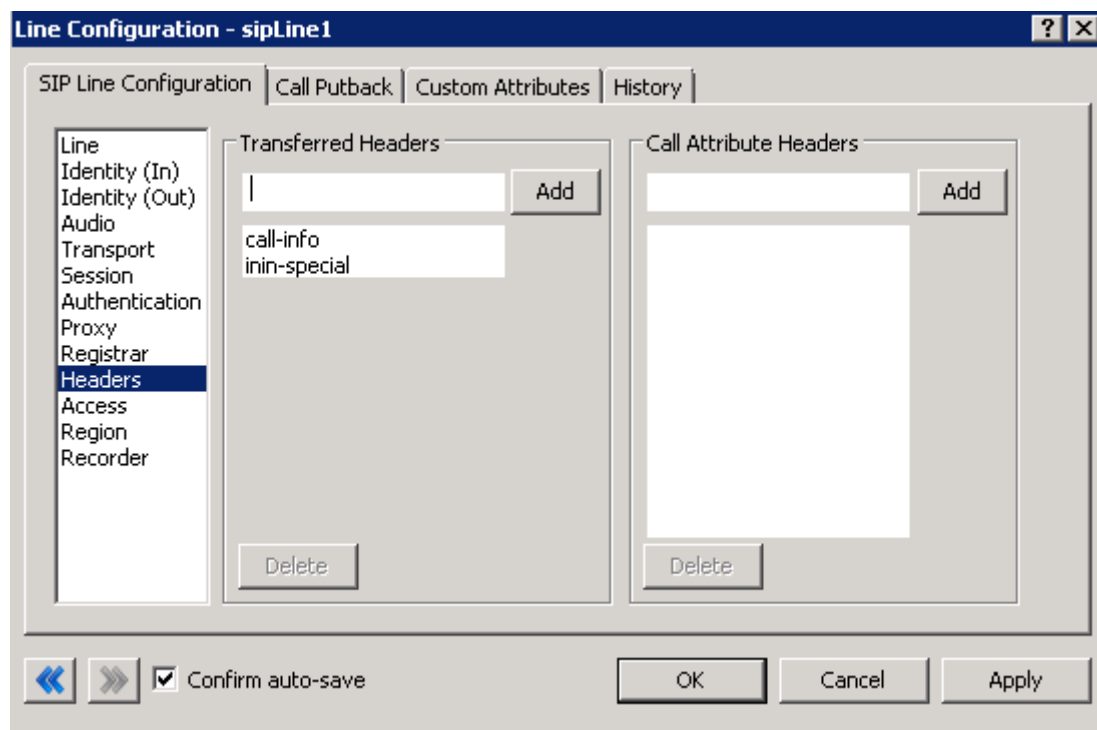 Line Configuration - sipLine1
SIP Line Configuration
Call Putback
Custom Attributes
History
Line
Identity (In)
Identity (Out)
Audio
Transport
Session
Authentication
Proxy
Registrar
Headers
Access
Region
Recorder
Transferred Headers
Add
call-info
inin-special
Delete
Call Attribute Headers
Add
Delete
Confirm auto-save
OK
Cancel
Apply